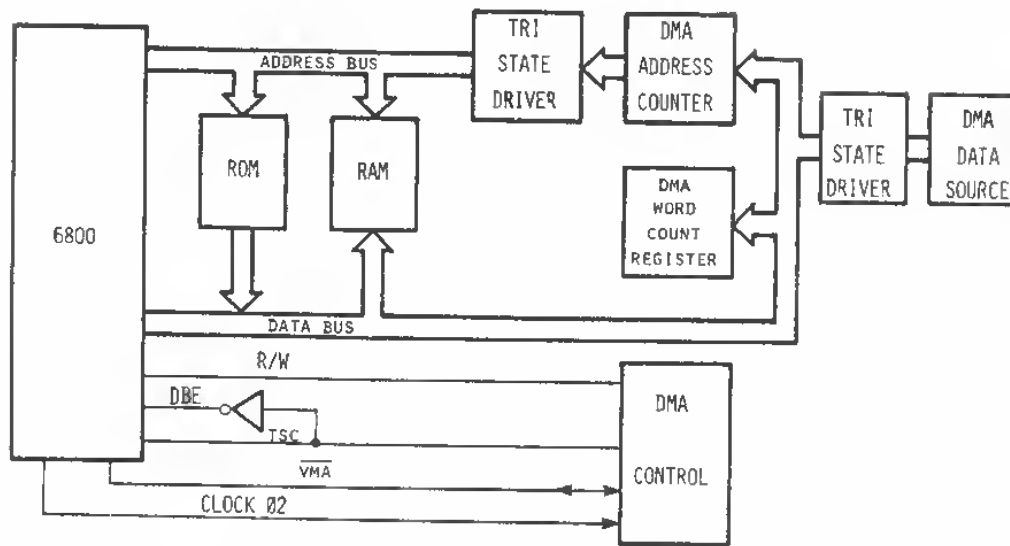 6800
ADDRESS BUS
ROM
RAM
TRI
STATE
DRIVER
DMA
ADDRESS
COUNTER
DMA
WORD
COUNT
REGISTER
TRI
STATE
DRIVER
DMA
DATA
SOURCE
DATA BUS
R/W
DBE
TSC
VMA
CLOCK Ø2
DMA
CONTROL